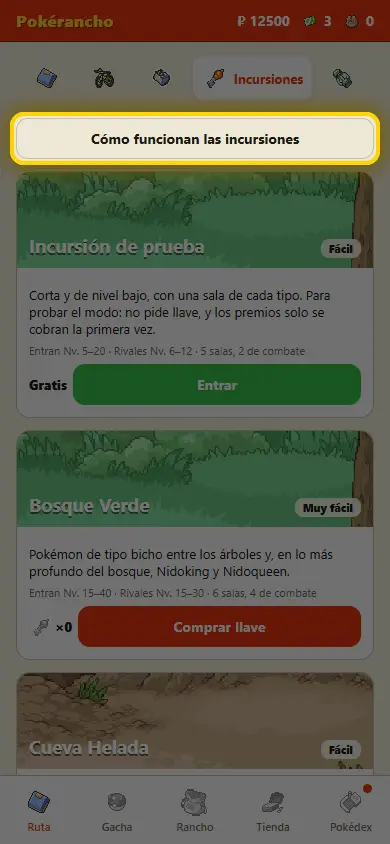 Pokérancho
₽ 12500
3
0
Incursiones
Cómo funcionan las incursiones
Incursión de prueba
Fácil
Corta y de nivel bajo, con una sala de cada tipo. Para
probar el modo: no pide llave, y los premios solo se
cobran la primera vez.
Entran Nv. 5–20 · Rivales Nv. 6–12 · 5 salas, 2 de combate
Gratis
Entrar
Bosque Verde
Muy fácil
Pokémon de tipo bicho entre los árboles y, en lo más
profundo del bosque, Nidoking y Nidoqueen.
Entran Nv. 15–40 · Rivales Nv. 15–30 · 6 salas, 4 de combate
×0
Comprar llave
Cueva Helada
Fácil
Ruta
Gacha
Rancho
Tienda
Pokédex